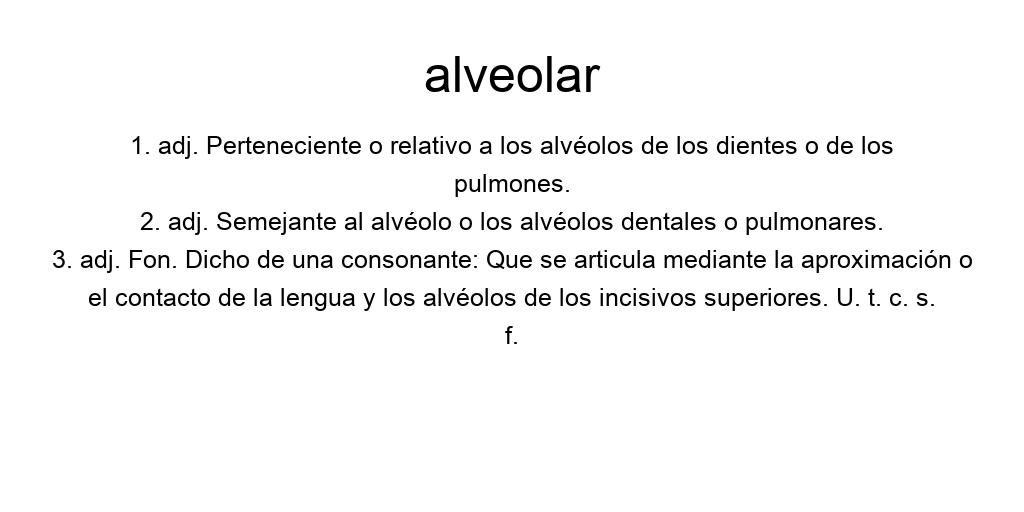 alveolar
1. adj. Perteneciente o relativo a los alvéolos de los dientes o de los
pulmones.
2. adj. Semejante al alvéolo o los alvéolos dentales o pulmonares.
3. adj. Fon. Dicho de una consonante: Que se articula mediante la aproximación o
el contacto de la lengua y los alvéolos de los incisivos superiores. U. t. c. s.
f.